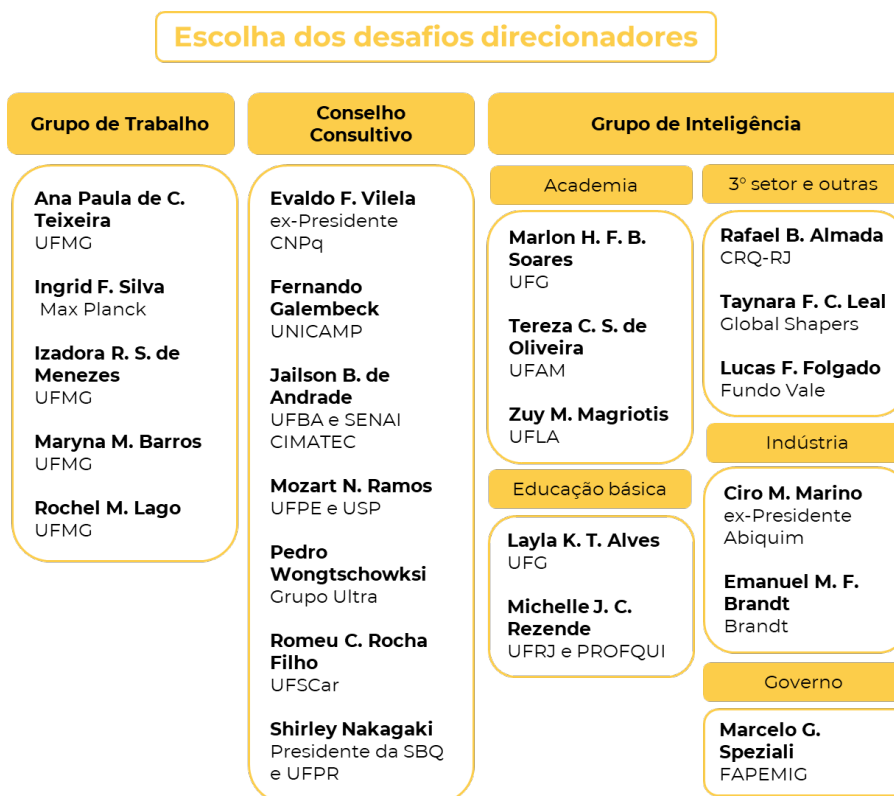 Escolha dos desafios direcionadores
Grupo de Trabalho
Ana Paula de C.
Teixeira
UFMG
Ingrid F. Silva
Max Planck
Izadora R. S. de
Menezes
UFMG
Maryna M. Barros
UFMG
Rochel M. Lago
UFMG
Conselho
Consultivo
Evaldo F. Vilela
ex-Presidente
CNPq
Fernando
Galembeck
UNICAMP
Jailson B. de
Andrade
UFBA e SENAI
CIMATEC
Mozart N. Ramos
UFPE e USP
Pedro
Wongtschowksi
Grupo Ultra
Romeu C. Rocha
Filho
UFSCar
Shirley Nakagaki
Presidente da SBQ
e UFPR
Grupo de Inteligência
Academia
Marlon H. F. B.
Soares
UFG
Tereza C. S. de
Oliveira
UFAM
Zuy M. Magriotis
UFLA
Educação básica
Layla K. T. Alves
UFG
Michelle J. C.
Rezende
UFRJ e PROFQUI
3º setor e outras
Rafael B. Almada
CRQ-RJ
Taynara F. C. Leal
Global Shapers
Lucas F. Folgado
Fundo Vale
Indústria
Ciro M. Marino
ex-Presidente
Abiquim
Emanuel M. F.
Brandt
Brandt
Governo
Marcelo G.
Speziali
FAPEMIG